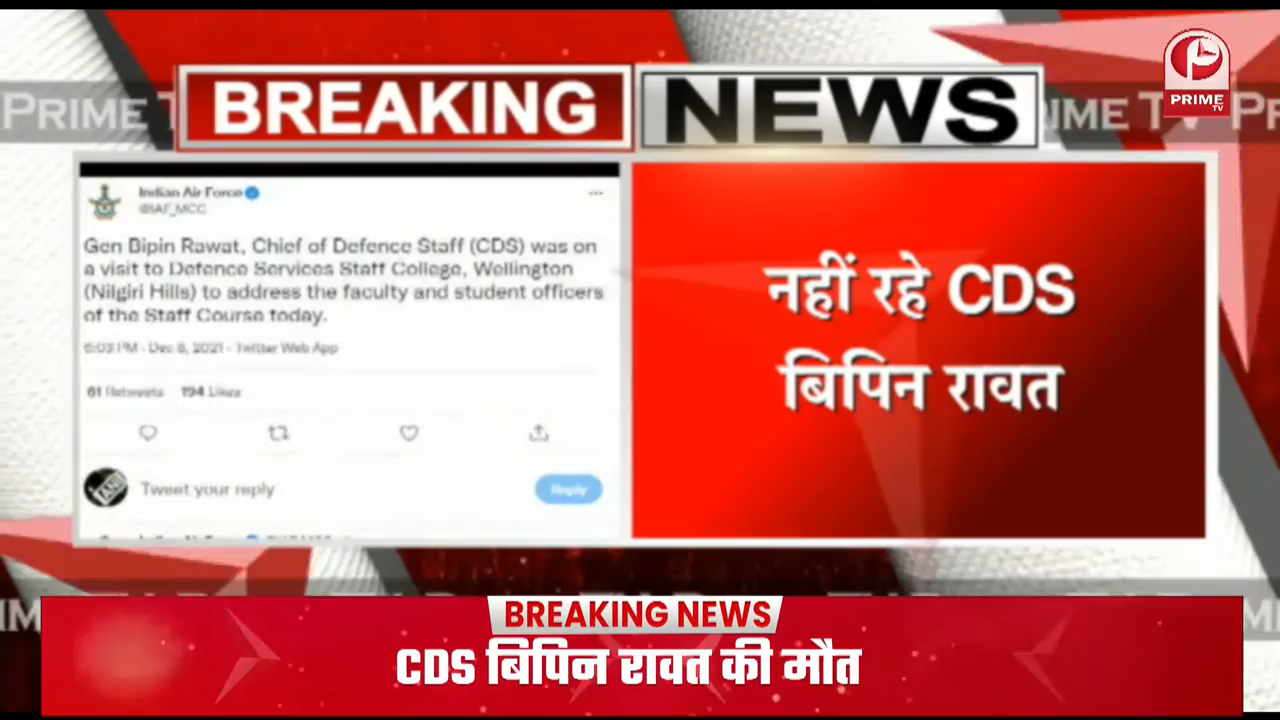 BREAKING NEWS
PRIME TV
Indian Air Force
@IAF_MCC
Gen Bipin Rawat, Chief of Defence Staff (CDS) was on
a visit to Defence Services Staff College, Wellington
(Nilgiri Hills) to address the faculty and student officers
of the Staff Course today.
6:03 PM · Dec 8, 2021 · Twitter Web App
61 Retweets 194 Likes
Tweet your reply
Reply
नहीं रहे CDS
बिपिन रावत
BREAKING NEWS
CDS बिपिन रावत की मौत